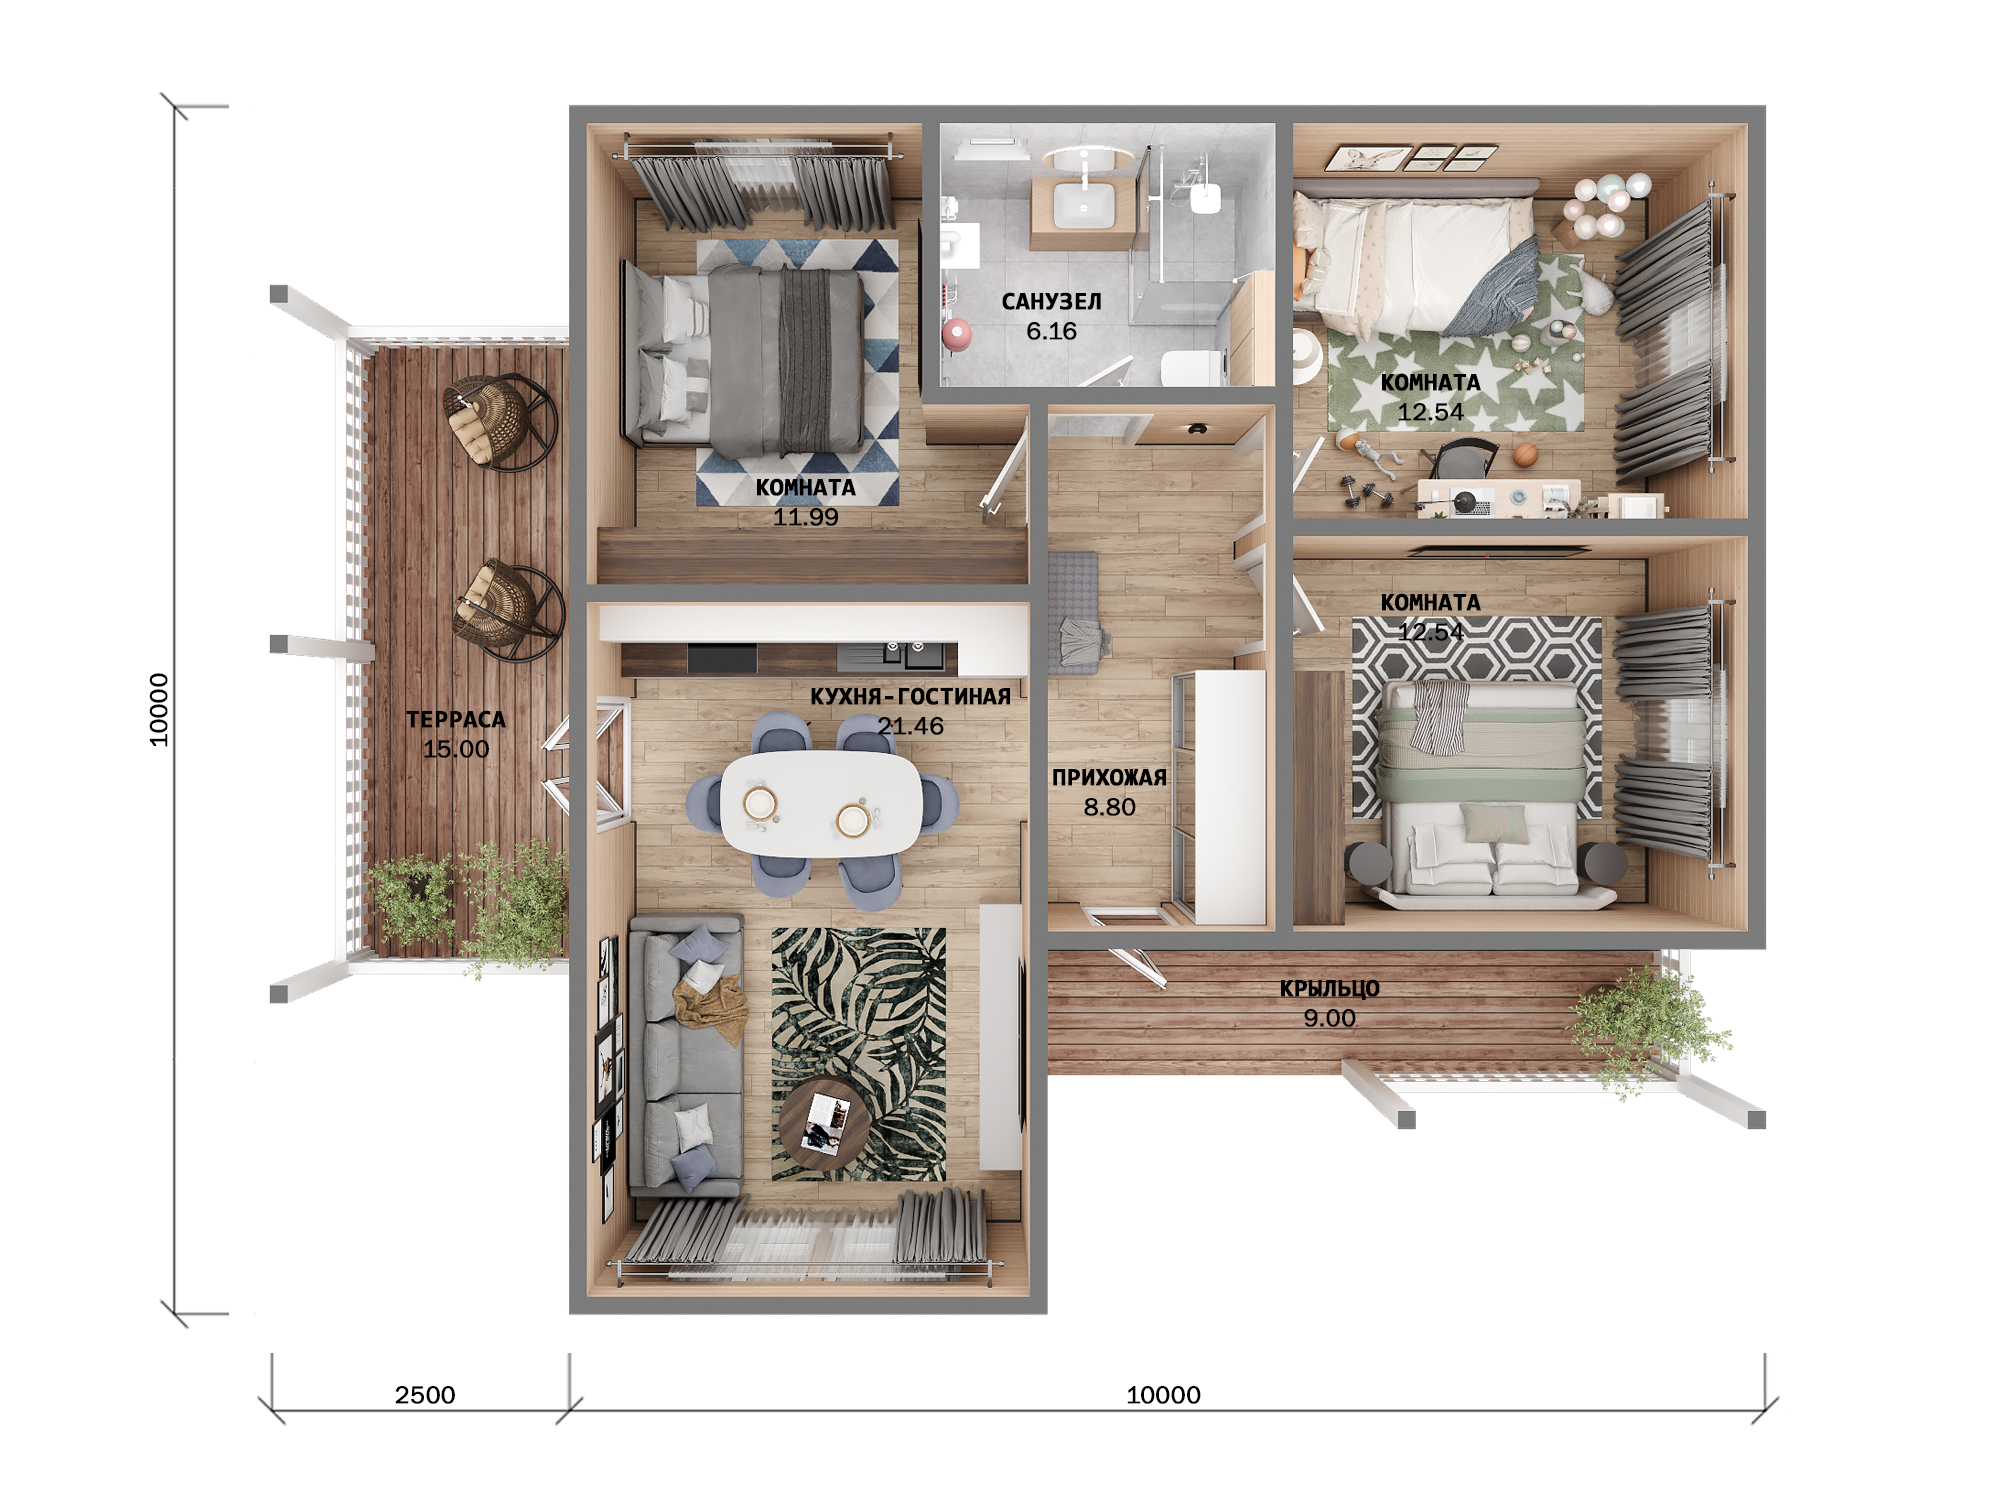 САНУЗЕЛ
6.16
КОМНАТА
12.54
КОМНАТА
11.99
КОМНАТА
12.54
КУХНЯ-ГОСТИНАЯ
21.46
ТЕРРАСА
15.00
ПРИХОЖАЯ
8.80
КРЫЛЬЦО
9.00
10000
2500
10000